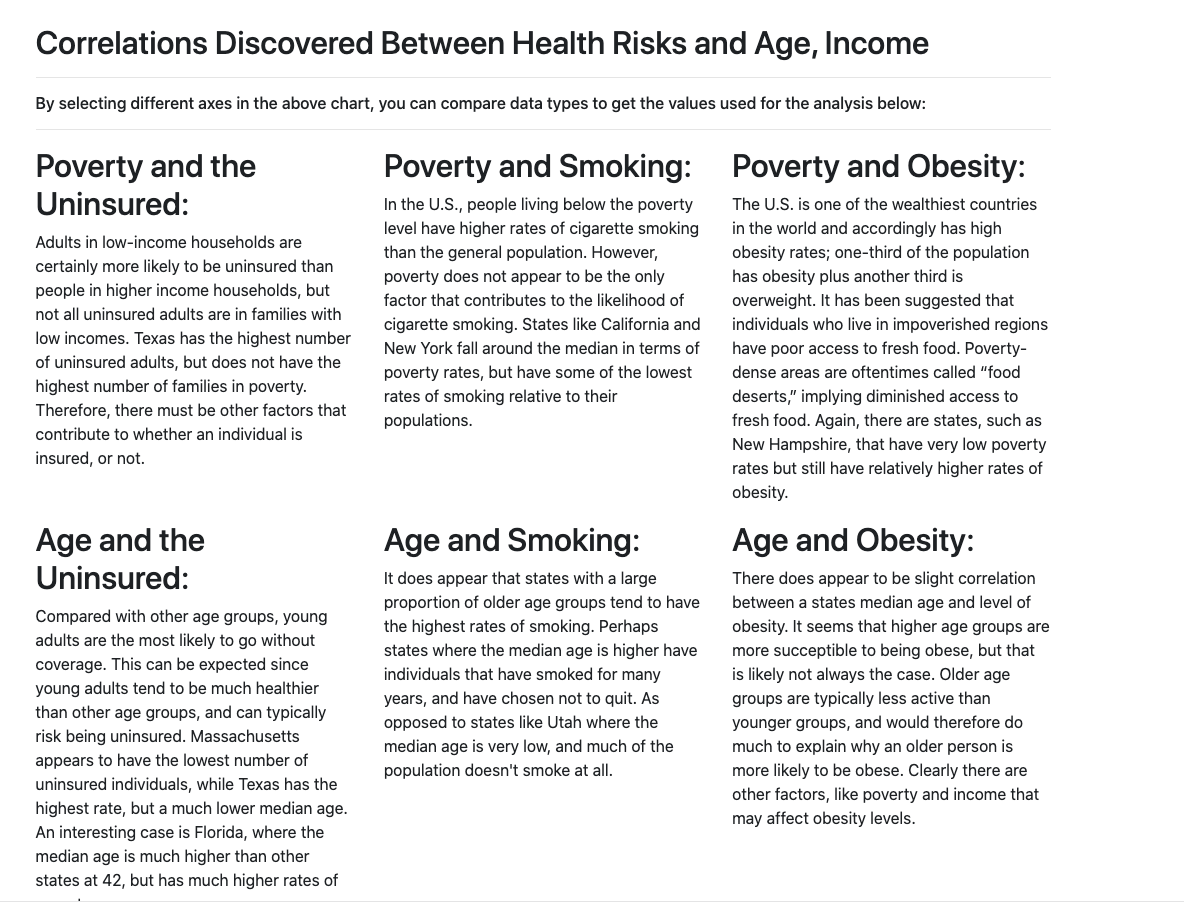 Correlations Discovered Between Health Risks and Age, Income
By selecting different axes in the above chart, you can compare data types to get the values used for the analysis below:
Poverty and the
Uninsured:
Adults in low-income households are
certainly more likely to be uninsured than
people in higher income households, but
not all uninsured adults are in families with
low incomes. Texas has the highest number
of uninsured adults, but does not have the
highest number of families in poverty.
Therefore, there must be other factors that
contribute to whether an individual is
insured, or not.
Poverty and Smoking:
In the U.S., people living below the poverty
level have higher rates of cigarette smoking
than the general population. However,
poverty does not appear to be the only
factor that contributes to the likelihood of
cigarette smoking. States like California and
New York fall around the median in terms of
poverty rates, but have some of the lowest
rates of smoking relative to their
populations.
Poverty and Obesity:
The U.S. is one of the wealthiest countries
in the world and accordingly has high
obesity rates; one-third of the population
has obesity plus another third is
overweight. It has been suggested that
individuals who live in impoverished regions
have poor access to fresh food. Poverty-
dense areas are oftentimes called “food
deserts,” implying diminished access to
fresh food. Again, there are states, such as
New Hampshire, that have very low poverty
rates but still have relatively higher rates of
obesity.
Age and the
Uninsured:
Compared with other age groups, young
adults are the most likely to go without
coverage. This can be expected since
young adults tend to be much healthier
than other age groups, and can typically
risk being uninsured. Massachusetts
appears to have the lowest number of
uninsured individuals, while Texas has the
highest rate, but a much lower median age.
An interesting case is Florida, where the
median age is much higher than other
states at 42, but has much higher rates of
Age and Smoking:
It does appear that states with a large
proportion of older age groups tend to have
the highest rates of smoking. Perhaps
states where the median age is higher have
individuals that have smoked for many
years, and have chosen not to quit. As
opposed to states like Utah where the
median age is very low, and much of the
population doesn't smoke at all.
Age and Obesity:
There does appear to be slight correlation
between a states median age and level of
obesity. It seems that higher age groups are
more succeptible to being obese, but that
is likely not always the case. Older age
groups are typically less active than
younger groups, and would therefore do
much to explain why an older person is
more likely to be obese. Clearly there are
other factors, like poverty and income that
may affect obesity levels.